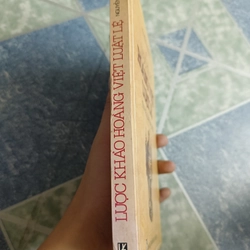 LƯỢC KHẢO HOÀNG VIỆT LUẬT LỆ